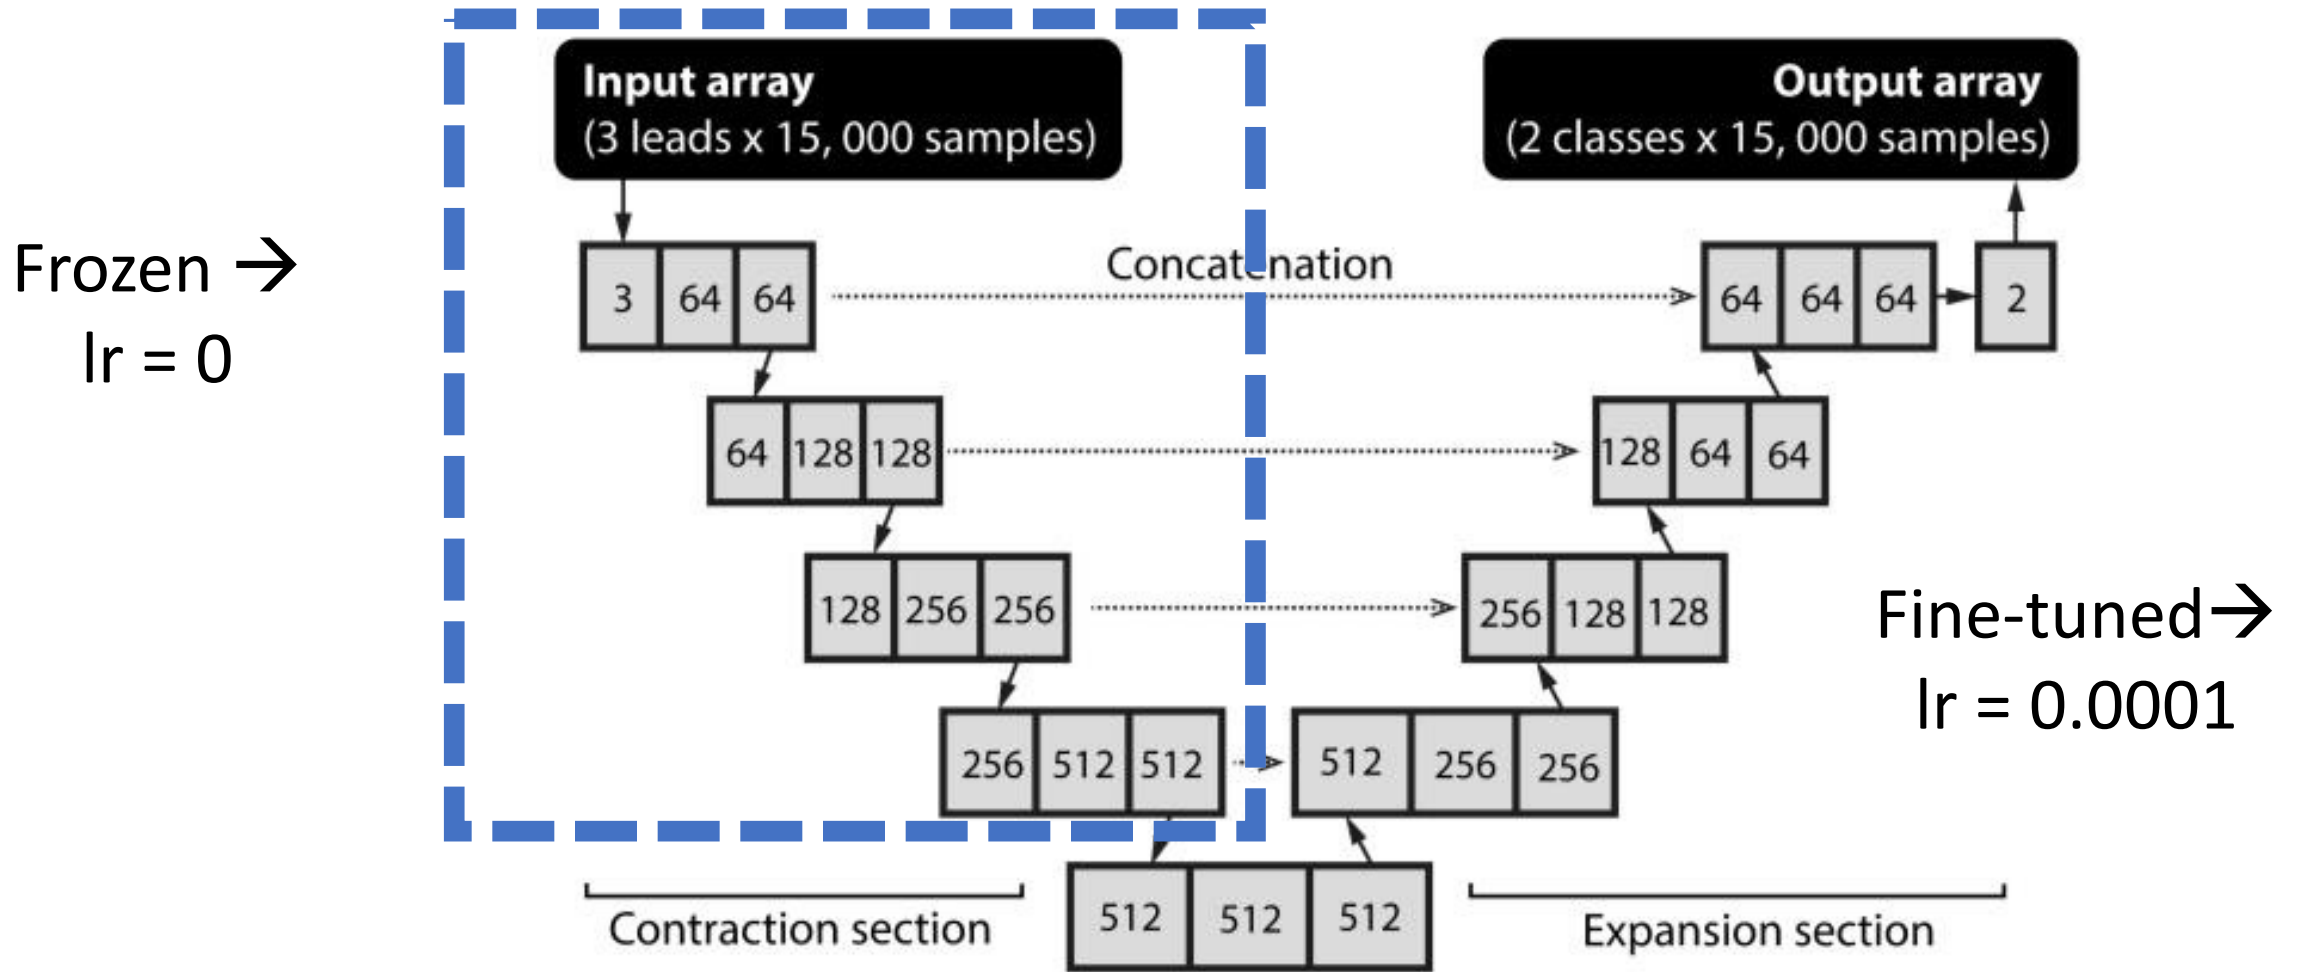 Input array
(3 leads x 15, 000 samples)
Output array
(2 classes x 15, 000 samples)
Frozen →
lr = 0
Concatenation
3 64 64
64 64 64 2
64 128 128
128 64 64
128 256 256
256 128 128
Fine-tuned→
lr = 0.0001
256 512 512
512 256 256
512 512 512
Contraction section
Expansion section